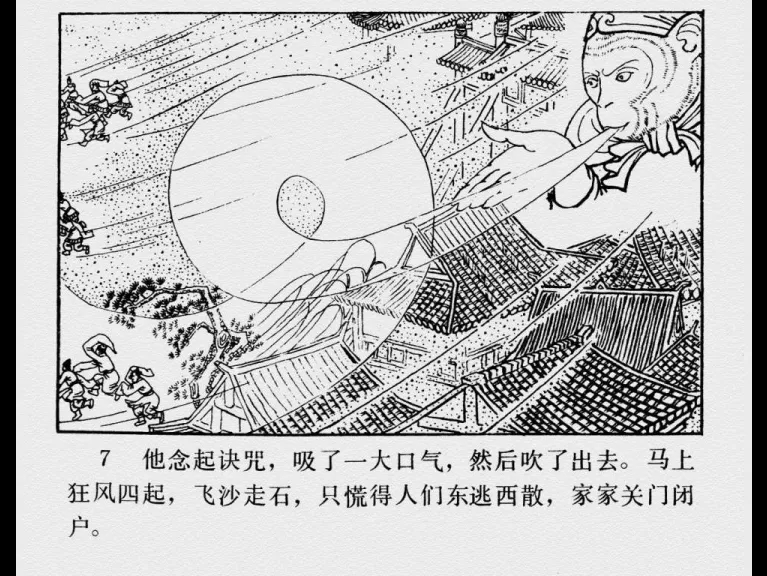 7 他念起诀咒，吸了一大口气，然后吹了出去。马上
狂风四起，飞沙走石，只慌得人们东逃西散，家家关门闭
户。